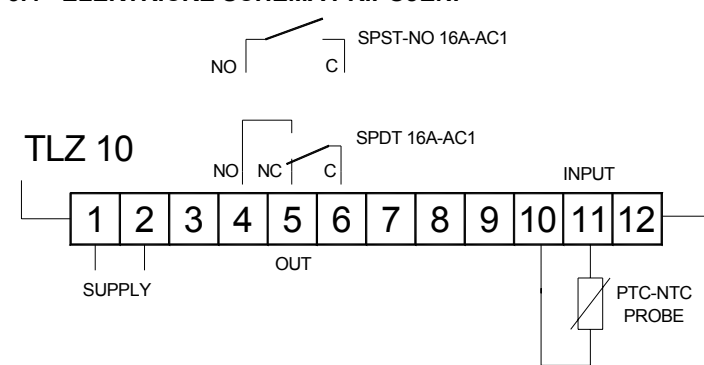 SPST-NO 16A-AC1
NO C
SPDT 16A-AC1
TLZ 10
NO NC C
INPUT
1 2 3 4 5 6 7 8 9 10 11 12
OUT
SUPPLY
PTC-NTC
PROBE